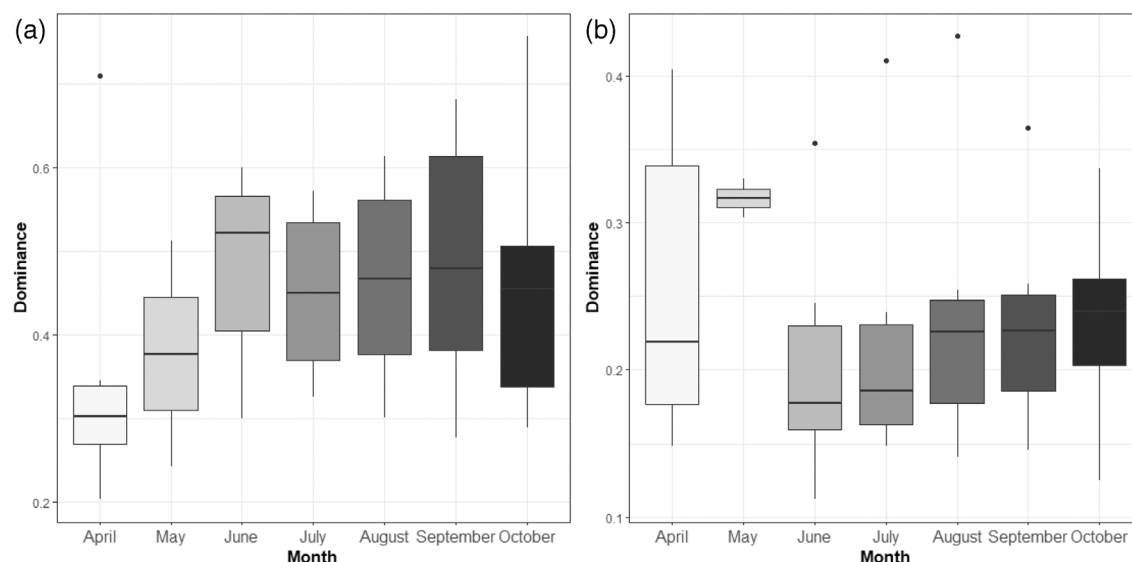 (a)
Dominance
0.6
0.4
0.2
April May June July August September October
Month
(b)
Dominance
0.4
0.3
0.2
0.1
April May June July August September October
Month